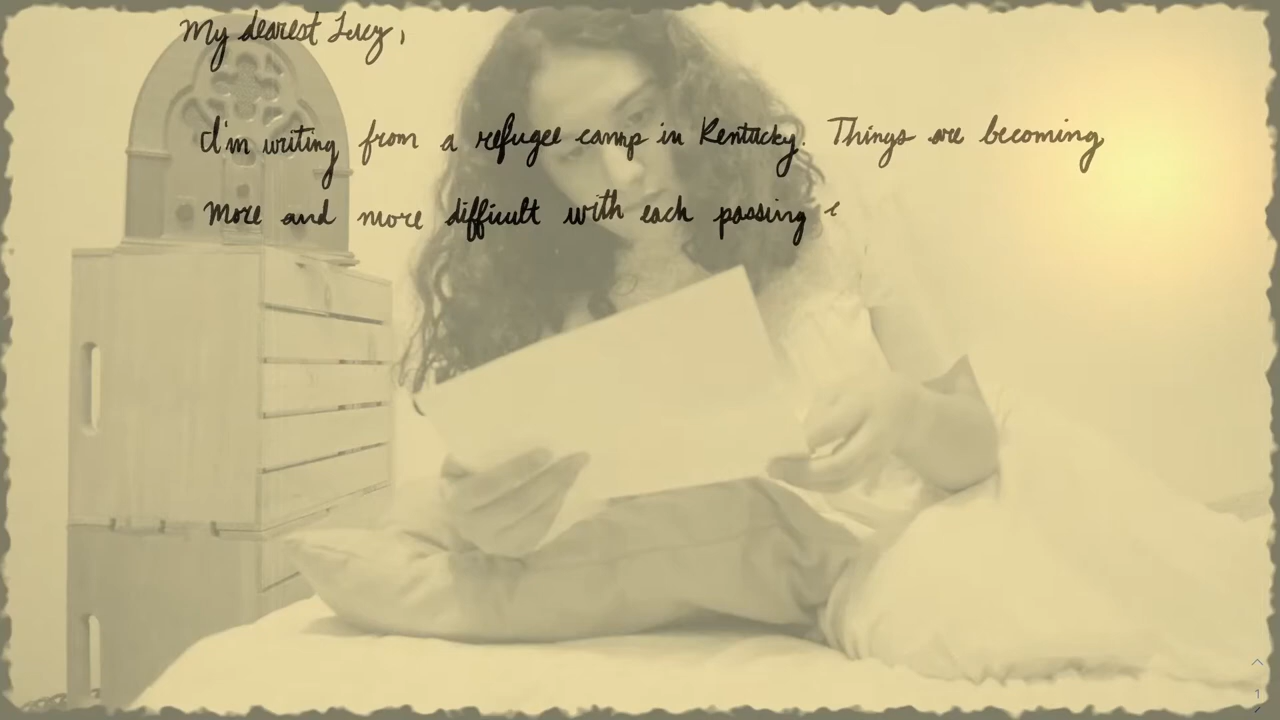 My dearest Lucy,
I'm writing from a refugee camp in Kentucky. Things are becoming
more and more difficult with each passing
1